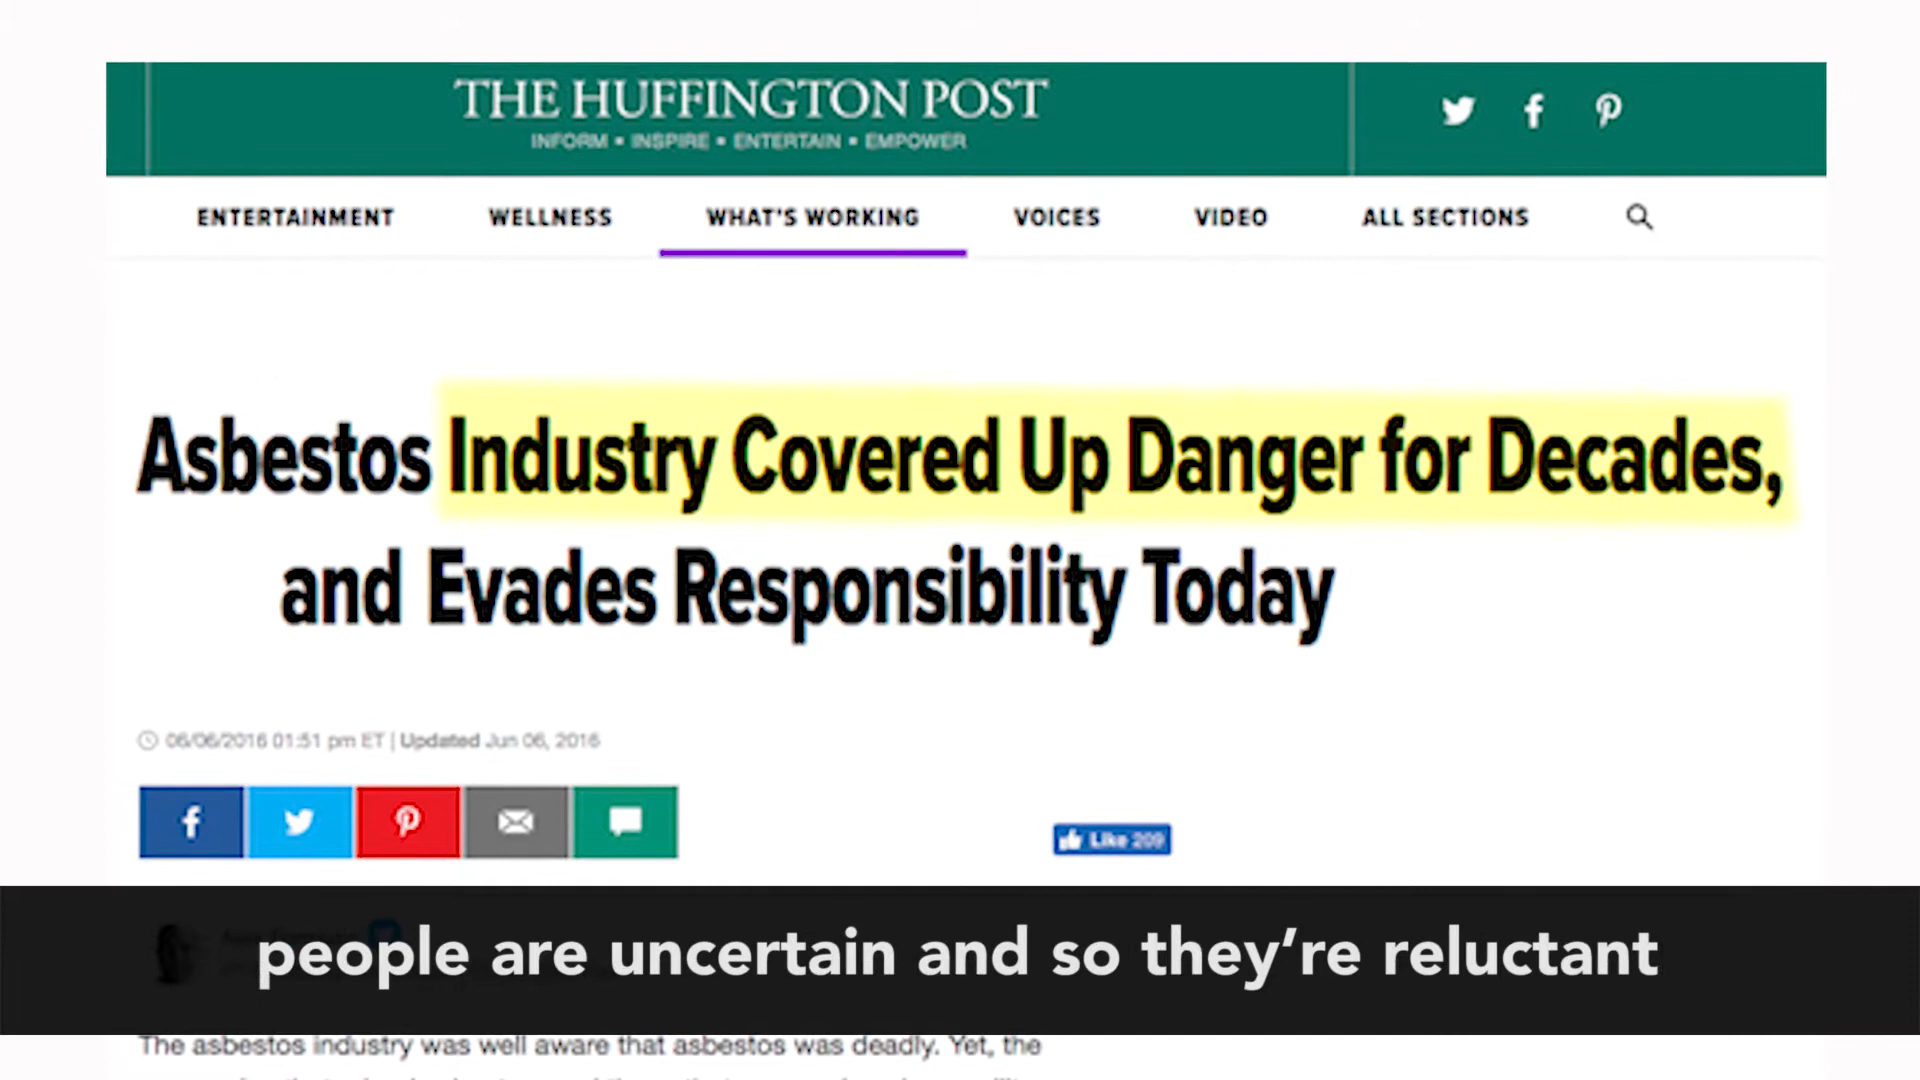 THE HUFFINGTON POST
INFORM • INSPIRE • ENTERTAIN • EMPOWER
ENTERTAINMENT WELLNESS WHAT'S WORKING VOICES VIDEO ALL SECTIONS
Asbestos Industry Covered Up Danger for Decades,
and Evades Responsibility Today
06/06/2016 01:51 pm ET | Updated Jun 06, 2016
Like 209
people are uncertain and so they're reluctant
The asbestos industry was well aware that asbestos was deadly. Yet, the